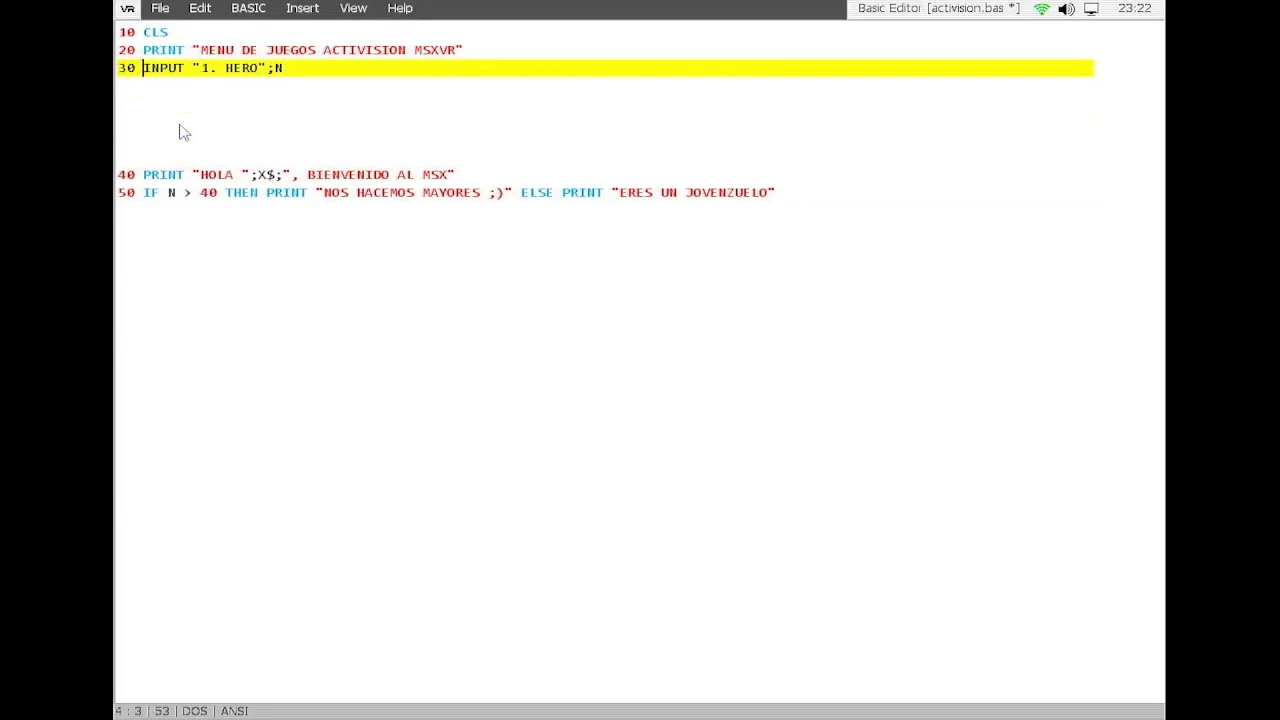 VR File Edit BASIC Insert View Help Basic Editor [activision.bas *] 23:22
10 CLS
20 PRINT "MENU DE JUEGOS ACTIVISION MSXVR"
30 INPUT "1. HERO";N
40 PRINT "HOLA ";X$;", BIENVENIDO AL MSX"
50 IF N > 40 THEN PRINT "NOS HACEMOS MAYORES ;)" ELSE PRINT "ERES UN JOVENZUELO"
4 : 3 | 53 | DOS | ANSI